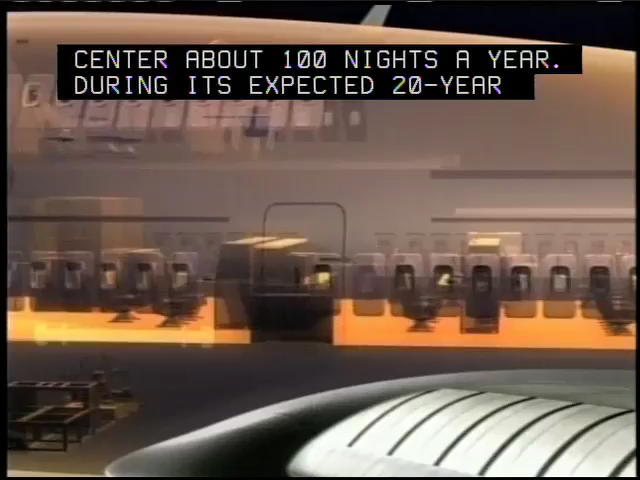 CENTER ABOUT 100 NIGHTS A YEAR.
DURING ITS EXPECTED 20-YEAR